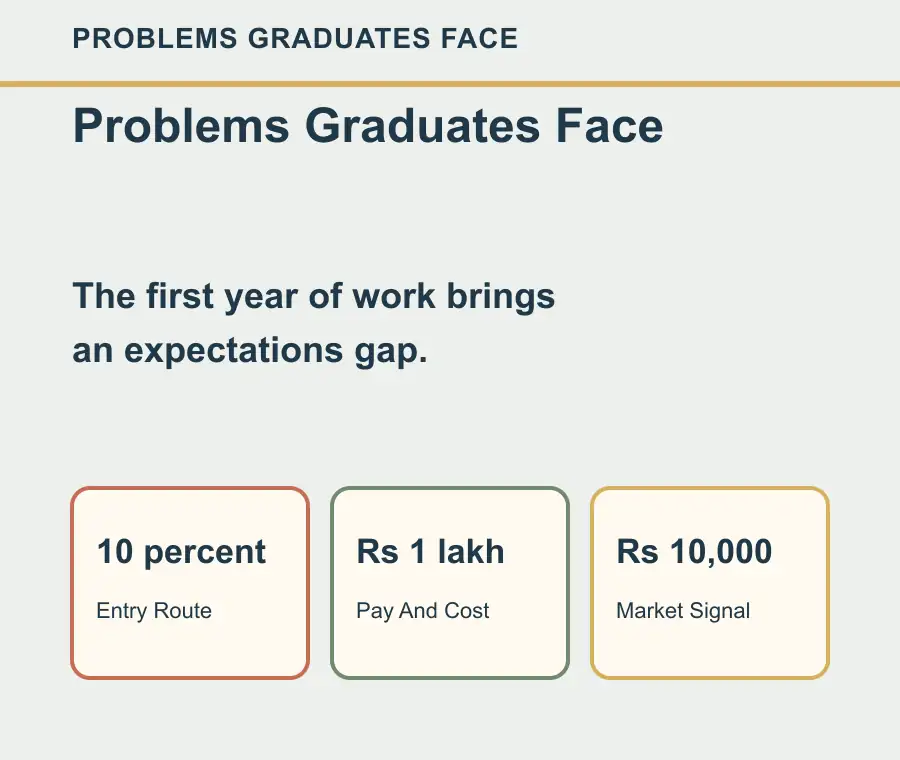 PROBLEMS GRADUATES FACE
Problems Graduates Face
The first year of work brings
an expectations gap.
10 percent
Entry Route
Rs 1 lakh
Pay And Cost
Rs 10,000
Market Signal